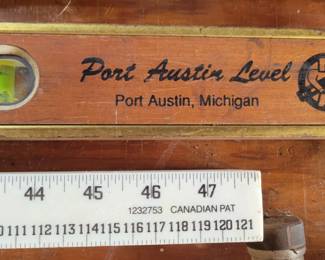 Port Austin Level
Port Austin, Michigan
44 45 46 47
1232753 CANADIAN PAT
110 111 112 113 114 115 116 117 118 119 120 121